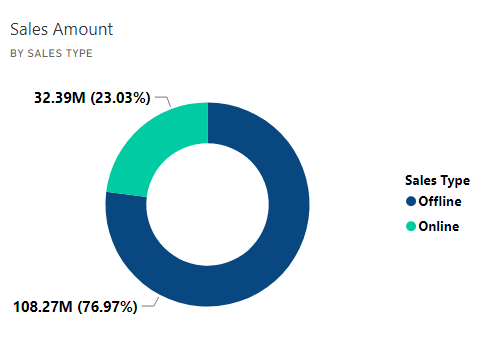 Sales Amount
BY SALES TYPE
32.39M (23.03%)
Sales Type
Offline
Online
108.27M (76.97%)